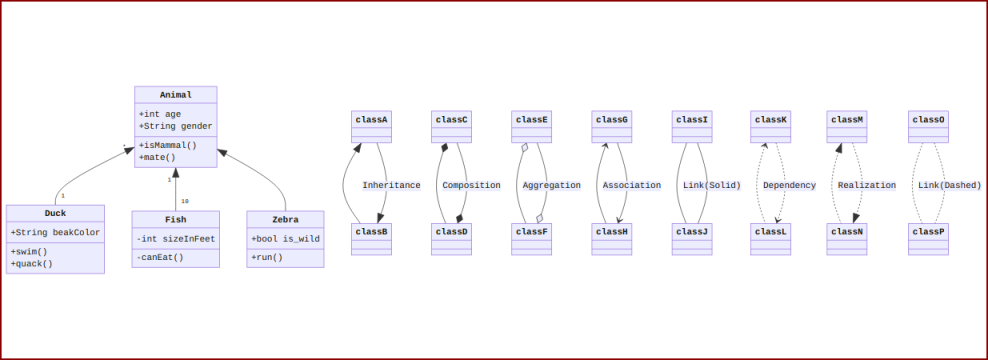 Animal
+int age
+String gender
+isMammal()
+mate()
1
1
10
Duck
+String beakColor
+swim()
+quack()
Fish
-int sizeInFeet
-canEat()
Zebra
+bool is_wild
+run()
classA
classC
classE
classG
classI
classK
classM
classO
Inheritance
Composition
Aggregation
Association
Link(Solid)
Dependency
Realization
Link(Dashed)
classB
classD
classF
classH
classJ
classL
classN
classP